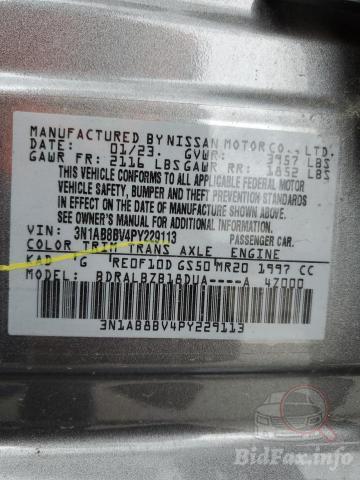 MANUFACTURED BY NISSAN MOTOR CO., LTD.
DATE: 01/23. GVWR: 3957 LBS
GAWR FR: 2116 LBS GAWR RR: 1852 LBS
THIS VEHICLE CONFORMS TO ALL APPLICABLE FEDERAL MOTOR
VEHICLE SAFETY, BUMPER AND THEFT PREVENTION STANDARDS
IN EFFECT ON THE DATE OF MANUFACTURE SHOWN ABOVE.
SEE OWNER'S MANUAL FOR ADDITIONAL INFORMATION.
VIN: 3N1AB8BV4PY229113 PASSENGER CAR.
COLOR TRIM TRANS AXLE ENGINE
KAD G RE0F10D GS50 MR20 1997 CC
MODEL: BDRALBZB18DUA----A 4Z000
3N1AB8BV4PY229113
BidFax.info